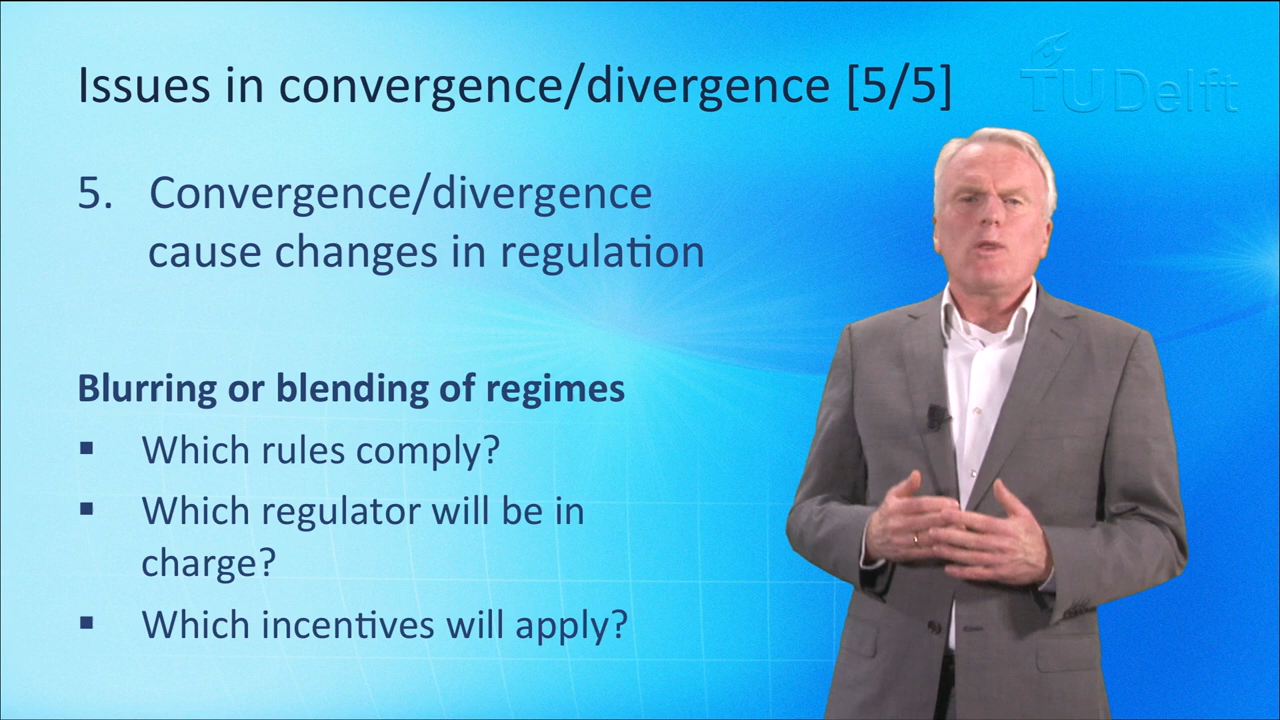 Issues in convergence/divergence [5/5]
TU Delft
5. Convergence/divergence
cause changes in regulation
Blurring or blending of regimes
▪ Which rules comply?
▪ Which regulator will be in
charge?
▪ Which incentives will apply?